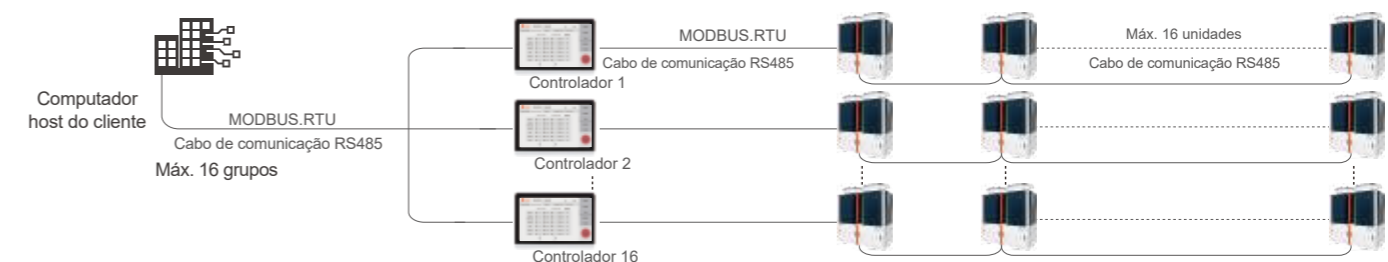 MODBUS.RTU
Cabo de comunicação RS485
Controlador 1
Máx. 16 unidades
Cabo de comunicação RS485
Computador
host do cliente
MODBUS.RTU
Cabo de comunicação RS485
Máx. 16 grupos
Controlador 2
Controlador 16